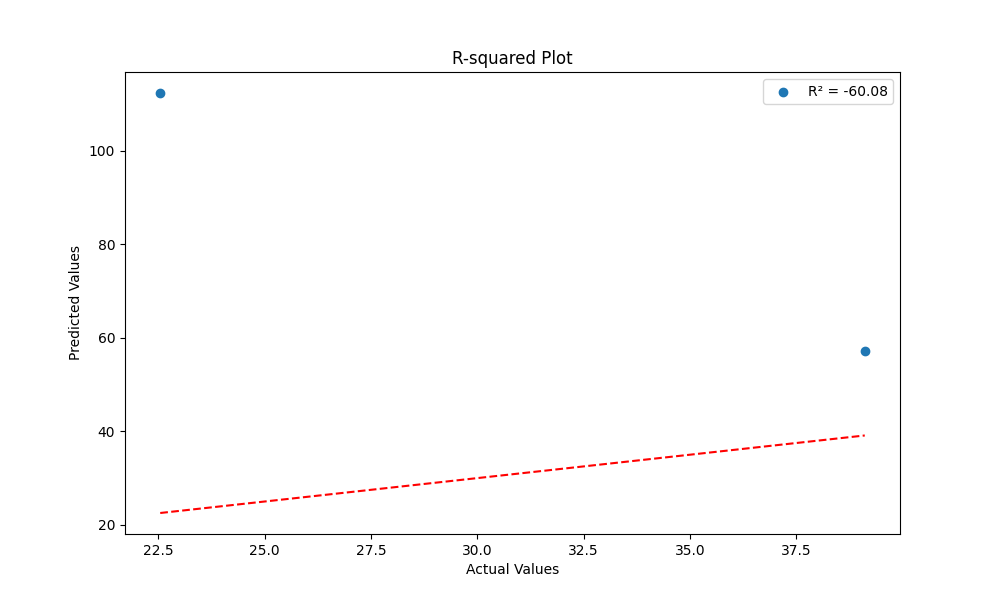 R-squared Plot
R² = -60.08
Predicted Values
100
80
60
40
20
22.5 25.0 27.5 30.0 32.5 35.0 37.5
Actual Values